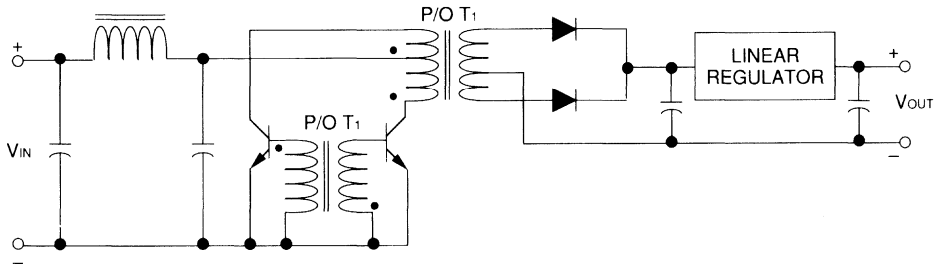 P/O T1
+
LINEAR
REGULATOR
+
P/O T1
VIN
VOUT
−
−